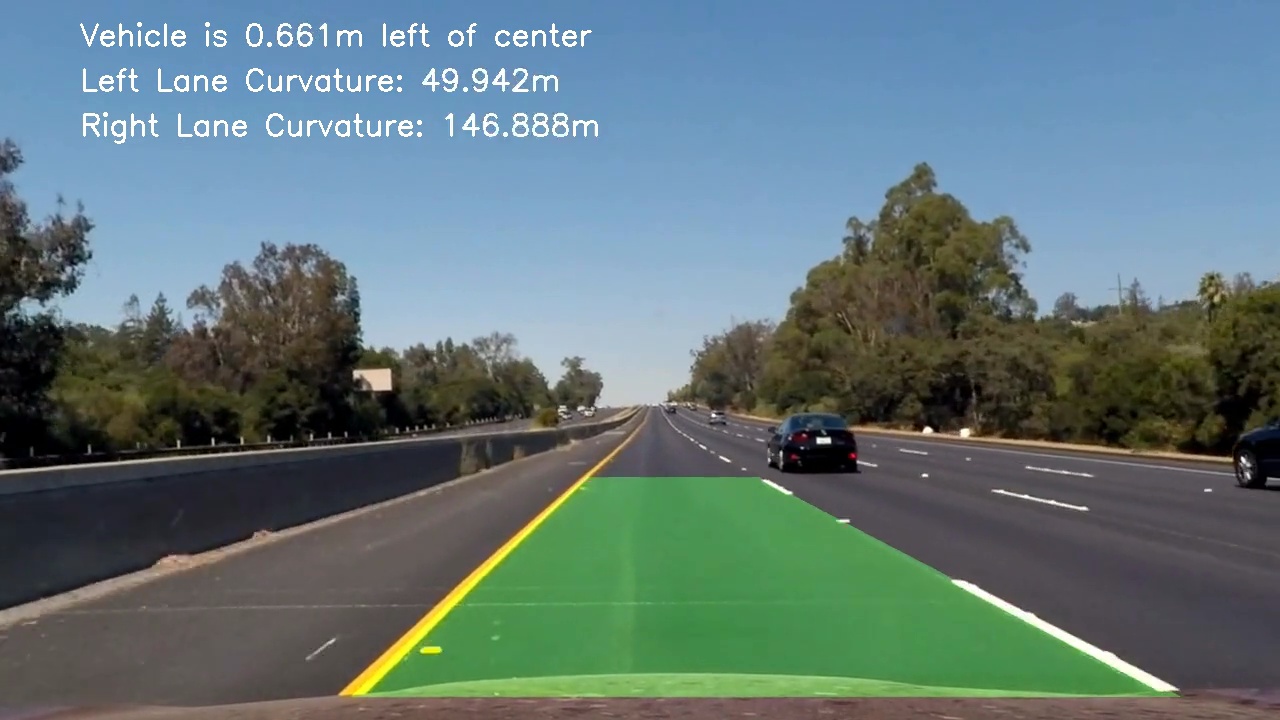 Vehicle is 0.661m left of center
Left Lane Curvature: 49.942m
Right Lane Curvature: 146.888m